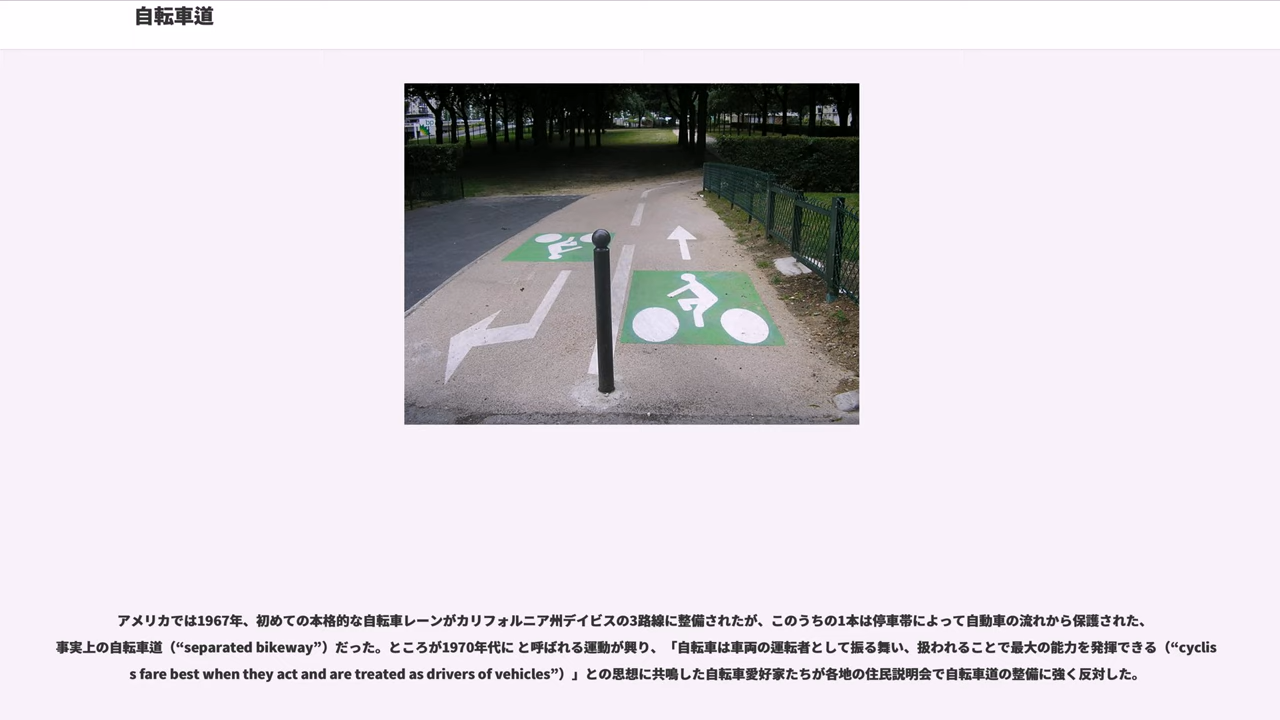 自転車道
アメリカでは1967年、初めての本格的な自転車レーンがカリフォルニア州デイビスの3路線に整備されたが、このうちの1本は停車帯によって自動車の流れから保護された、
事実上の自転車道（“separated bikeway”）だった。ところが1970年代に と呼ばれる運動が興り、「自転車は車両の運転者として振る舞い、扱われることで最大の能力を発揮できる（“cyclis
s fare best when they act and are treated as drivers of vehicles”）」との思想に共鳴した自転車愛好家たちが各地の住民説明会で自転車道の整備に強く反対した。